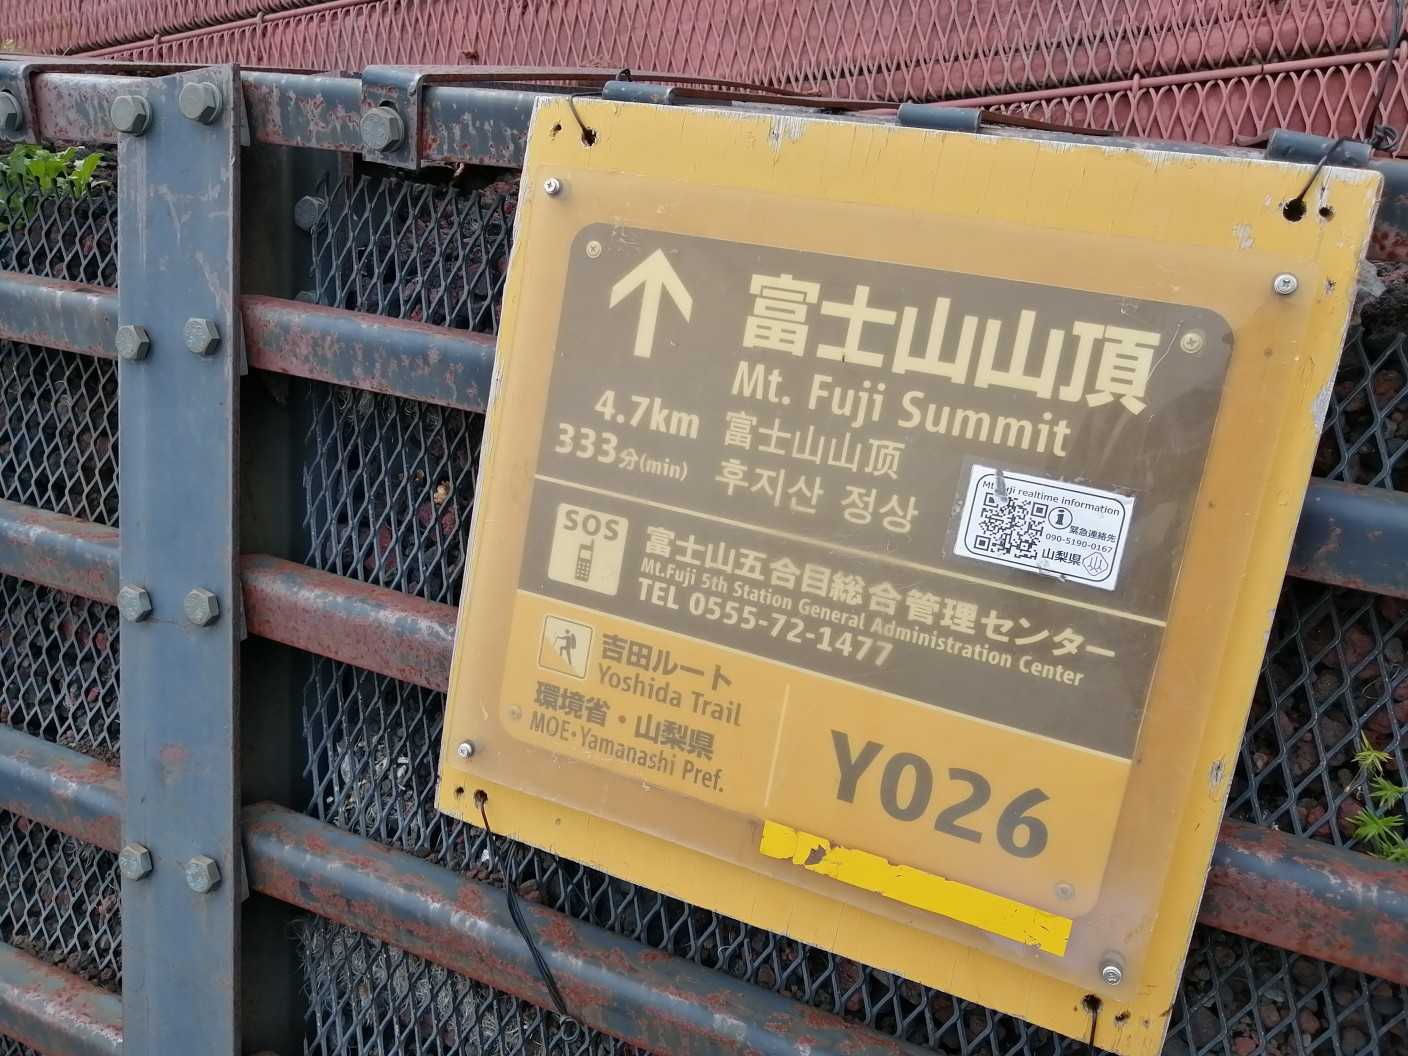 富士山山頂
Mt. Fuji Summit
富士山山顶
후지산 정상
4.7km
333分(min)
Mt. Fuji realtime information
緊急連絡先
090-5190-0167
山梨県
SOS
富士山五合目総合管理センター
Mt.Fuji 5th Station General Administration Center
TEL 0555-72-1477
吉田ルート
Yoshida Trail
環境省・山梨県
MOE・Yamanashi Pref.
Y026